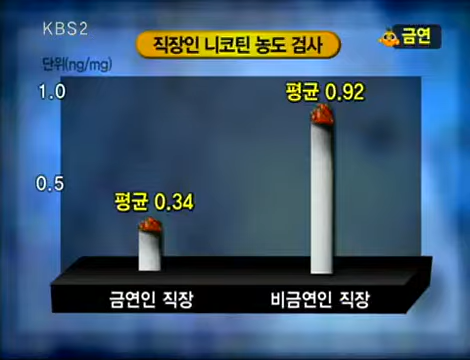 KBS2
직장인 니코틴 농도 검사
금연
단위(ng/mg)
1.0
평균 0.92
0.5
평균 0.34
금연인 직장
비금연인 직장